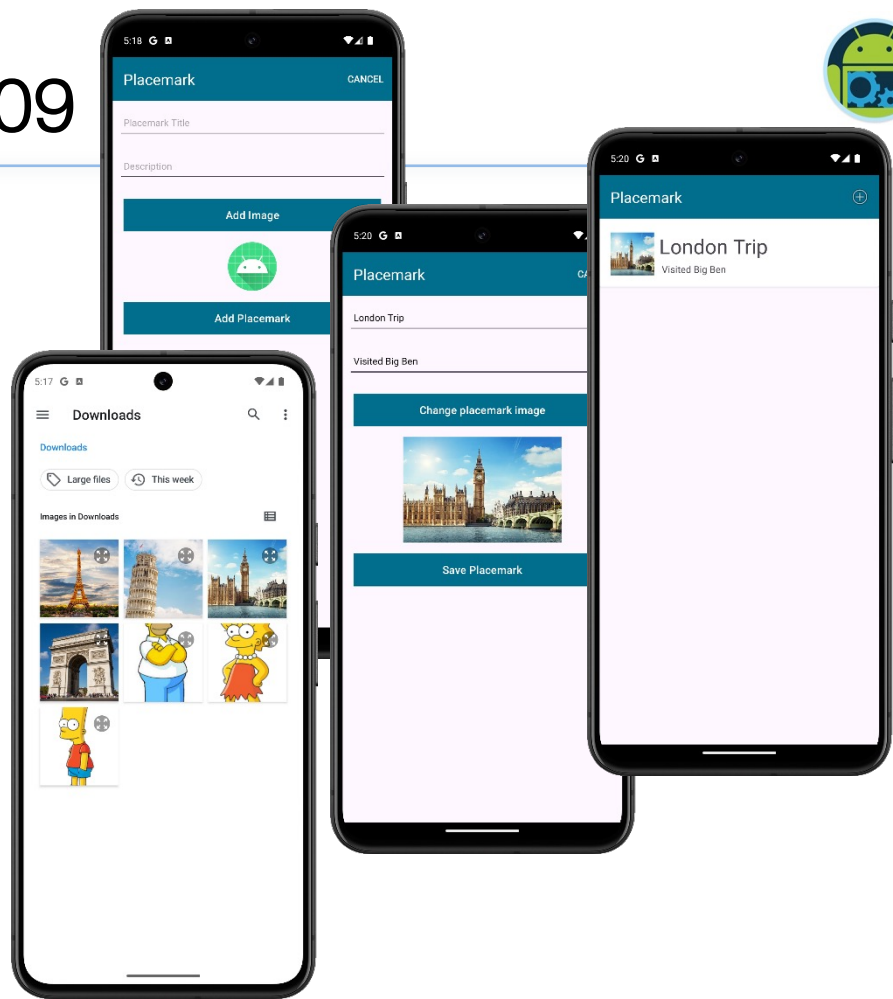 09
5:18 G
Placemark CANCEL
Placemark Title
Description
Add Image
Add Placemark
5:20 G
Placemark
London Trip
Visited Big Ben
Change placemark image
Save Placemark
5:20 G
Placemark
London Trip
Visited Big Ben
5:17 G
Downloads
Downloads
Large files This week
Images in Downloads